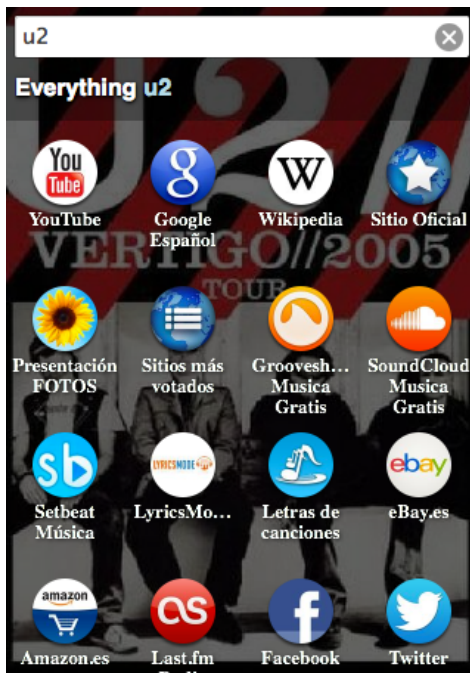 u2
Everything u2
U2//
VERTIGO//2005
TOUR
You
Tube
YouTube
g
Google
Español
W
Wikipedia
Sitio Oficial
Presentación
FOTOS
Sitios más
votados
Groovesh...
Musica
Gratis
SoundCloud
Musica
Gratis
sb
Setbeat
Música
LYRICSMODE
LyricsMo...
Letras de
canciones
ebay
eBay.es
amazon
Amazon.es
as
Last.fm
f
Facebook
Twitter